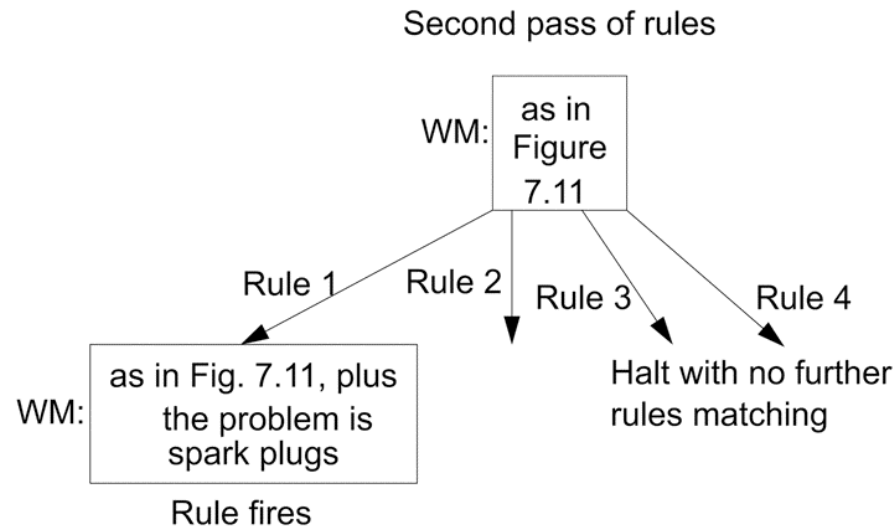 Second pass of rules
WM:
as in
Figure
7.11
Rule 1
Rule 2
Rule 3
Rule 4
WM:
as in Fig. 7.11, plus
the problem is
spark plugs
Halt with no further
rules matching
Rule fires